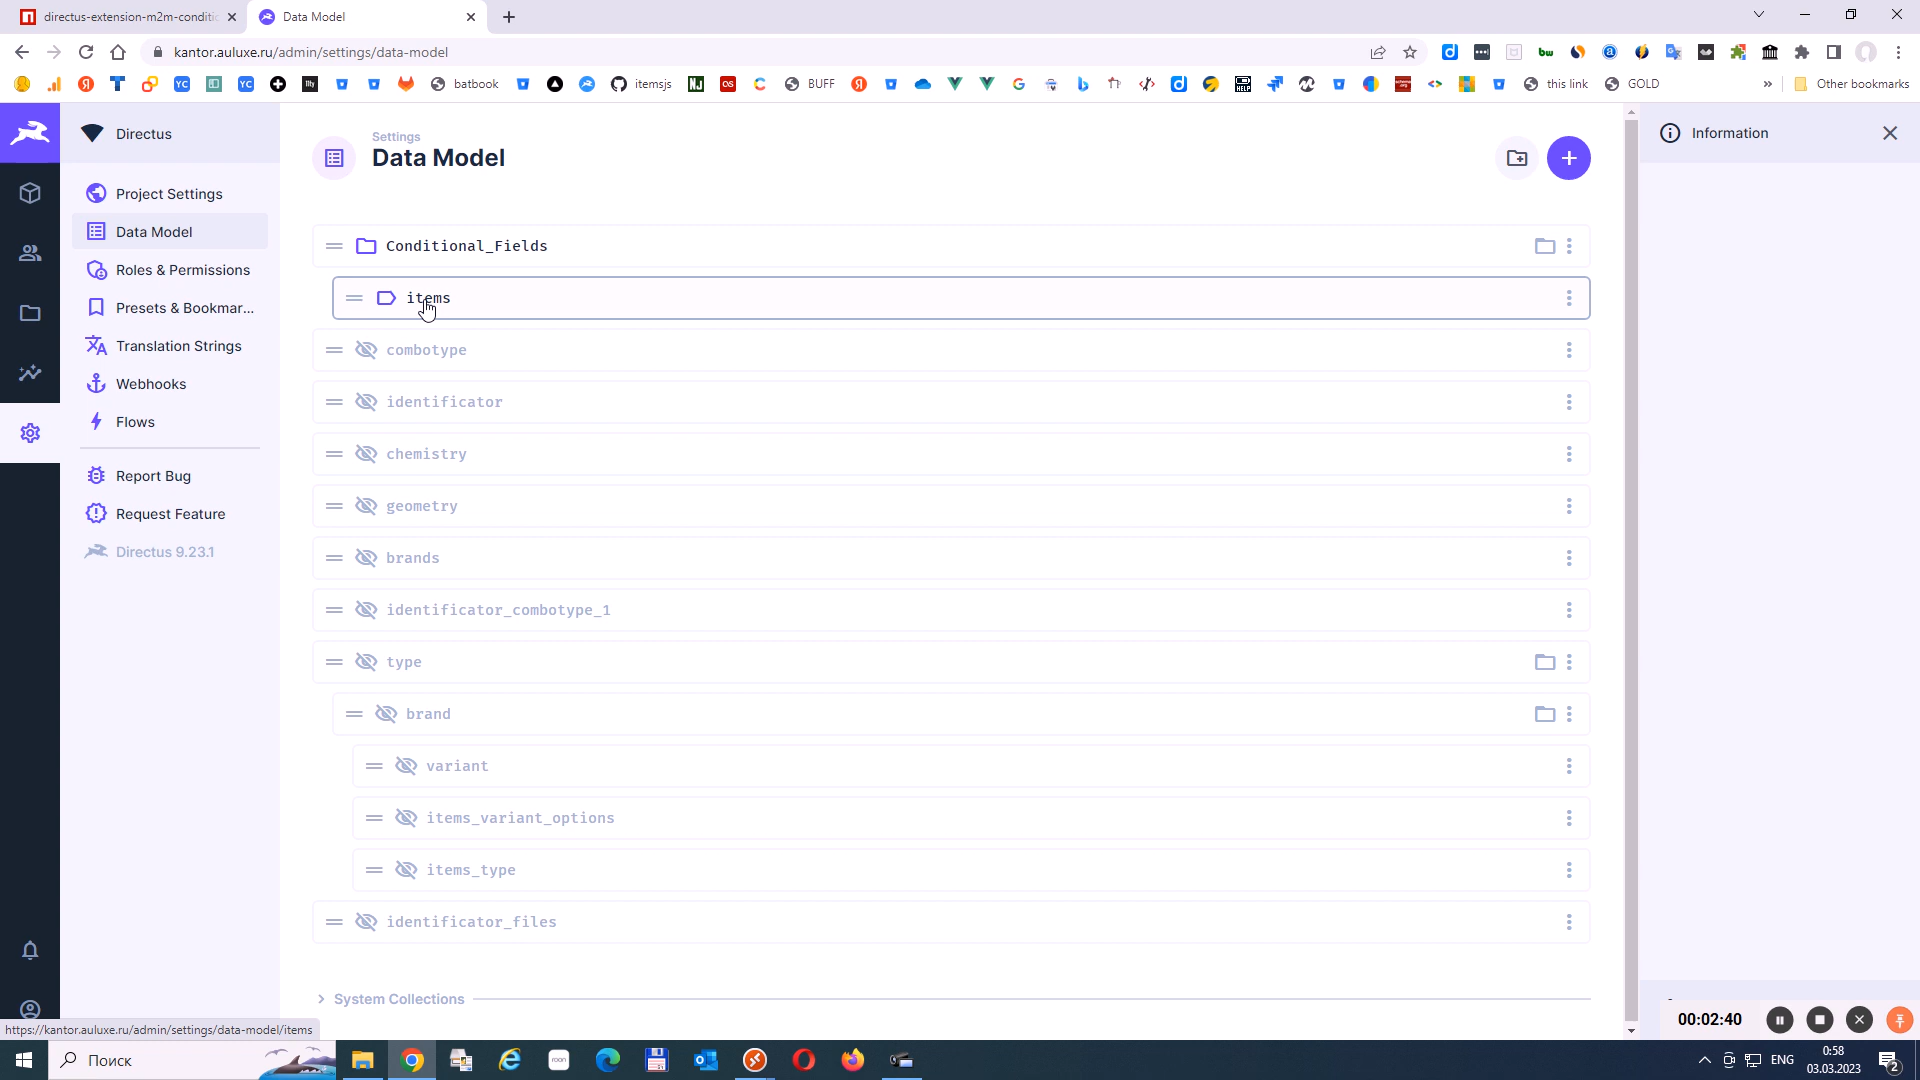 directus-extension-m2m-conditic
Data Model
kantor.auluxe.ru/admin/settings/data-model
batbook
itemsjs
BUFF
this link
GOLD
»
Other bookmarks
Directus
Project Settings
Data Model
Roles & Permissions
Presets & Bookmar...
Translation Strings
Webhooks
Flows
Report Bug
Request Feature
Directus 9.23.1
Settings
Data Model
Conditional_Fields
items
combotype
identificator
chemistry
geometry
brands
identificator_combotype_1
type
brand
variant
items_variant_options
items_type
identificator_files
System Collections
Information
https://kantor.auluxe.ru/admin/settings/data-model/items
00:02:40
Поиск
ENG
0:58
03.03.2023
2